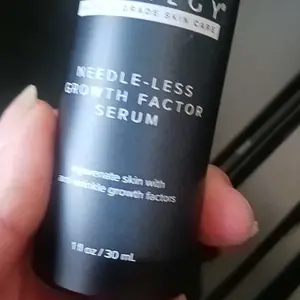 GRADE SKIN CARE
NEEDLE-LESS
GROWTH FACTOR
SERUM
rejuvenate skin with
anti-wrinkle growth factors
1 fl oz / 30 mL